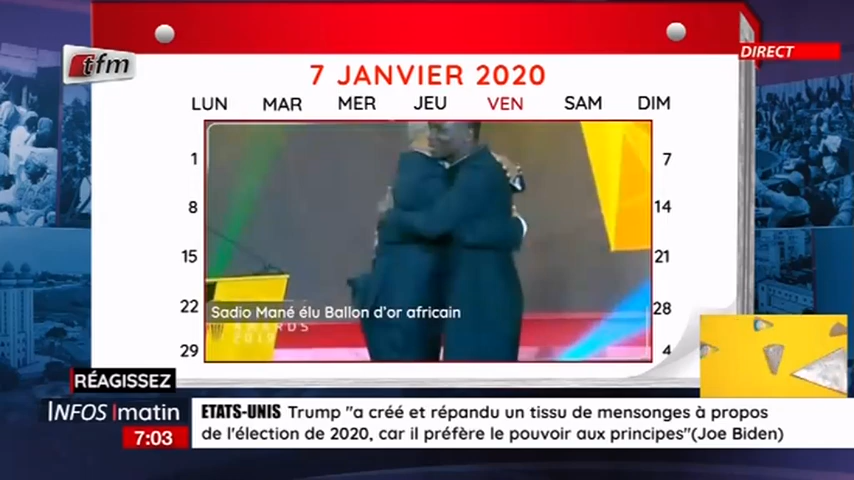 tfm
DIRECT
7 JANVIER 2020
LUN MAR MER JEU VEN SAM DIM
1 7
8 14
15 21
22 28
29 4
Sadio Mané élu Ballon d'or africain
AWARDS
2019
RÉAGISSEZ
INFOS matin
7:03
ETATS-UNIS Trump "a créé et répandu un tissu de mensonges à propos
de l'élection de 2020, car il préfère le pouvoir aux principes"(Joe Biden)